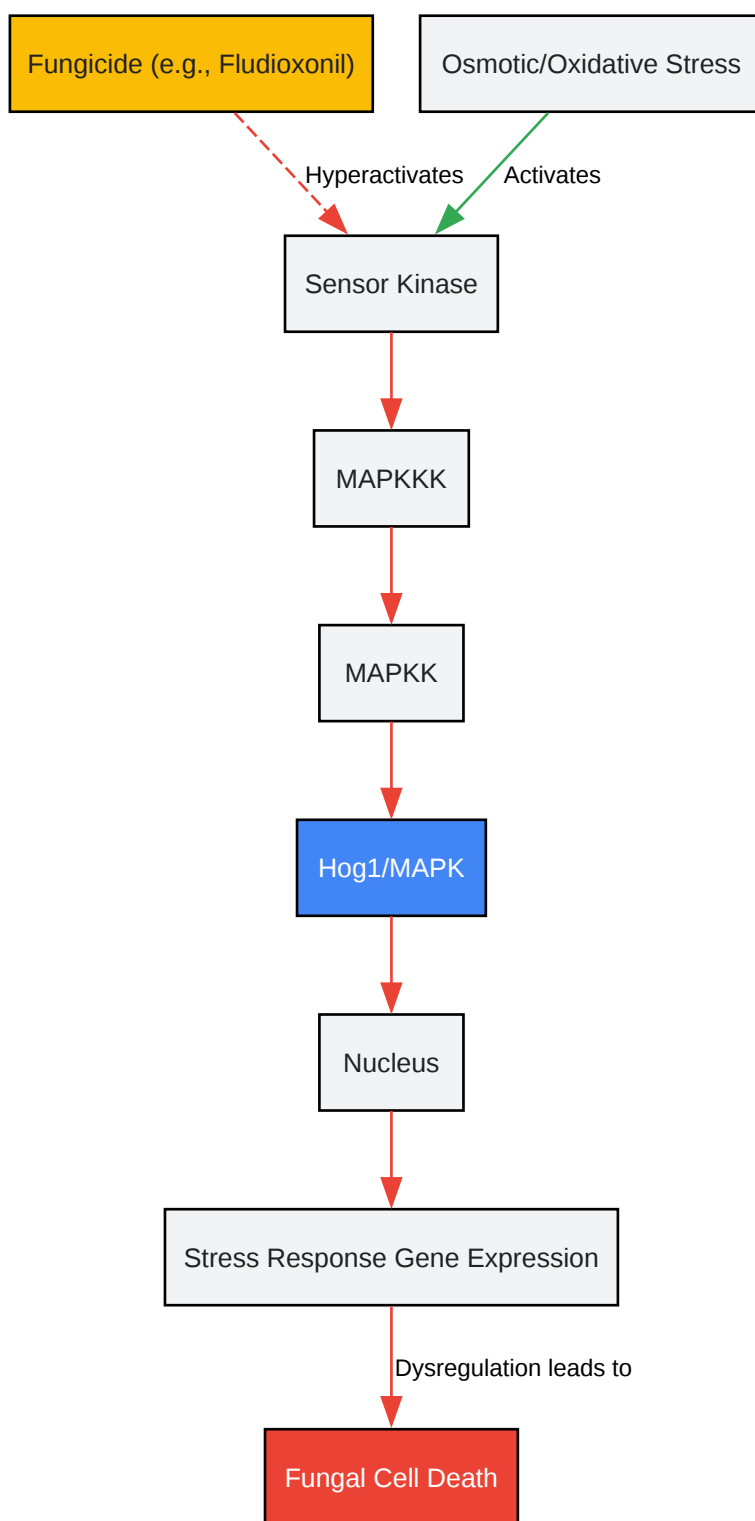 Fungicide (e.g., Fludioxonil)
Osmotic/Oxidative Stress
Hyperactivates
Activates
Sensor Kinase
MAPKKK
MAPKK
Hog1/MAPK
Nucleus
Stress Response Gene Expression
Dysregulation leads to
Fungal Cell Death